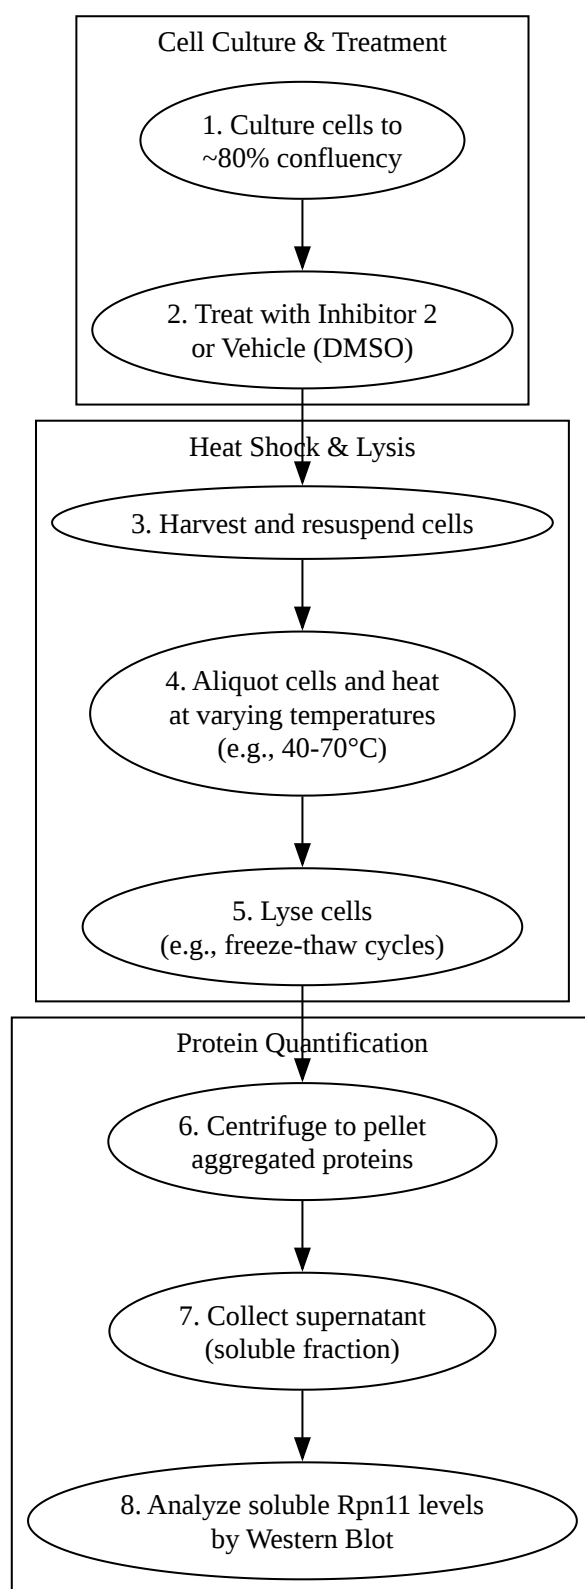 Cell Culture & Treatment
1. Culture cells to
~80% confluency
2. Treat with Inhibitor 2
or Vehicle (DMSO)
Heat Shock & Lysis
3. Harvest and resuspend cells
4. Aliquot cells and heat
at varying temperatures
(e.g., 40-70°C)
5. Lyse cells
(e.g., freeze-thaw cycles)
Protein Quantification
6. Centrifuge to pellet
aggregated proteins
7. Collect supernatant
(soluble fraction)
8. Analyze soluble Rpn11 levels
by Western Blot